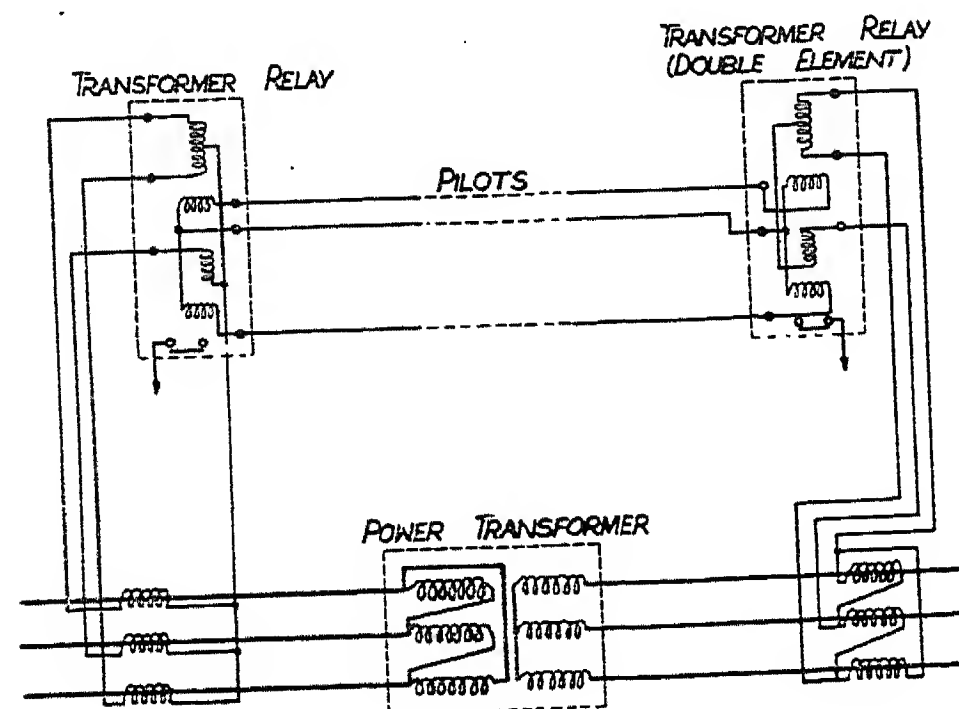 TRANSFORMER RELAY
TRANSFORMER RELAY
(DOUBLE ELEMENT)
PILOTS
POWER TRANSFORMER